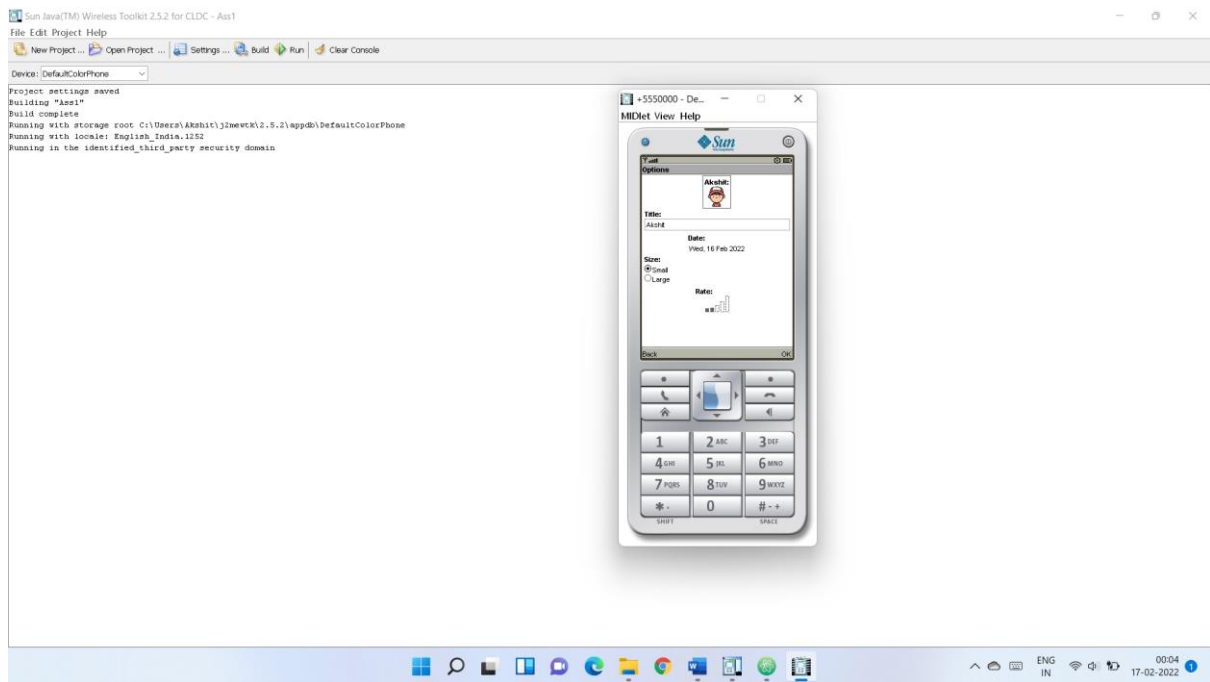 Sun Java(TM) Wireless Toolkit 2.5.2 for CLDC - Ass1
File Edit Project Help
New Project ... Open Project ... Settings ... Build Run Clear Console
Device: DefaultColorPhone
Project settings saved
Building "Ass1"
Build complete
Running with storage root C:\Users\Akshit\j2mewtk\2.5.2\appdb\DefaultColorPhone
Running with locale: English_India.1252
Running in the identified_third_party security domain
+5550000 - De...
MIDlet View Help
Sun
Options
Akshit:
Title:
Akshit
Date:
Wed, 16 Feb 2022
Size:
Small
Large
Rate:
Back OK
1 2 ABC 3 DEF
4 GHI 5 JKL 6 MNO
7 PQRS 8 TUV 9 WXYZ
* . 0 # - +
SHIFT SPACE
ENG
IN
00:04
17-02-2022
1